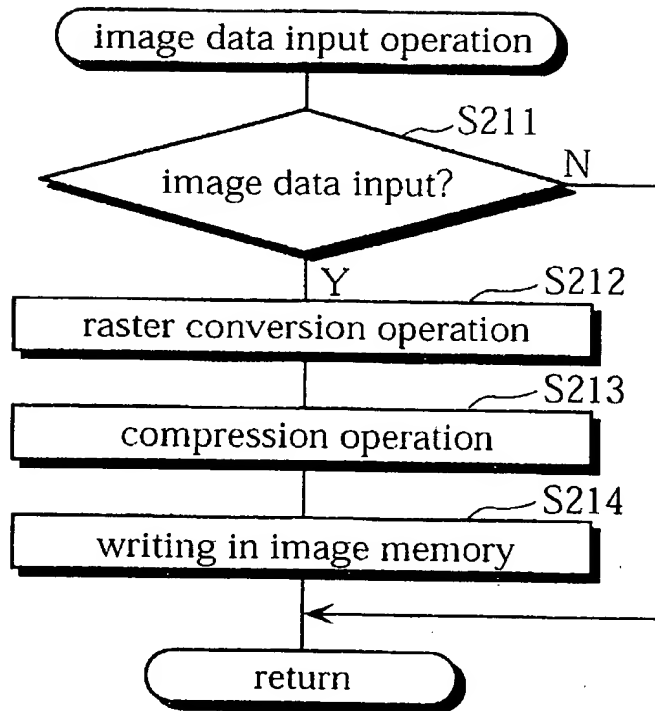 image data input operation
S211
image data input?
N
Y
S212
raster conversion operation
S213
compression operation
S214
writing in image memory
return